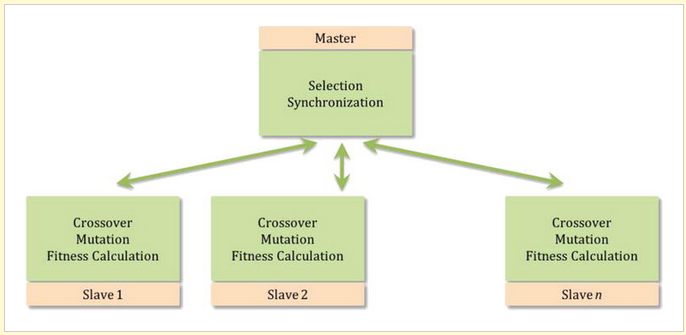 Master
Selection
Synchronization
Crossover
Mutation
Fitness Calculation
Slave 1
Crossover
Mutation
Fitness Calculation
Slave 2
Crossover
Mutation
Fitness Calculation
Slave n